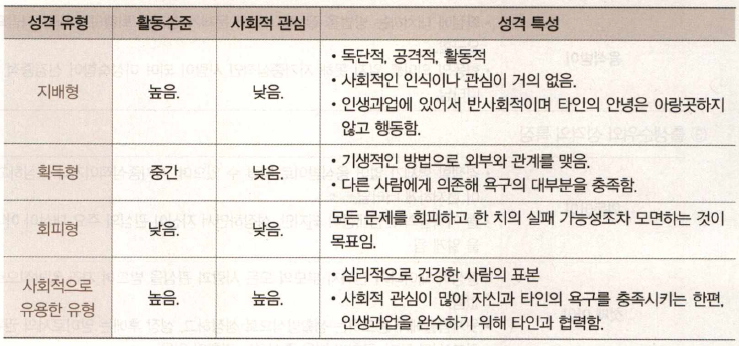 성격 유형 활동수준 사회적 관심 성격 특성
지배형 높음. 낮음.
• 독단적, 공격적, 활동적
• 사회적인 인식이나 관심이 거의 없음.
• 인생과업에 있어서 반사회적이며 타인의 안녕은 아랑곳하지
않고 행동함.
획득형 중간 낮음.
• 기생적인 방법으로 외부와 관계를 맺음.
• 다른 사람에게 의존해 욕구의 대부분을 충족함.
회피형 낮음. 낮음.
모든 문제를 회피하고 한 치의 실패 가능성조차 모면하는 것이
목표임.
사회적으로
유용한 유형 높음. 높음.
• 심리적으로 건강한 사람의 표본
• 사회적 관심이 많아 자신과 타인의 욕구를 충족시키는 한편,
인생과업을 완수하기 위해 타인과 협력함.